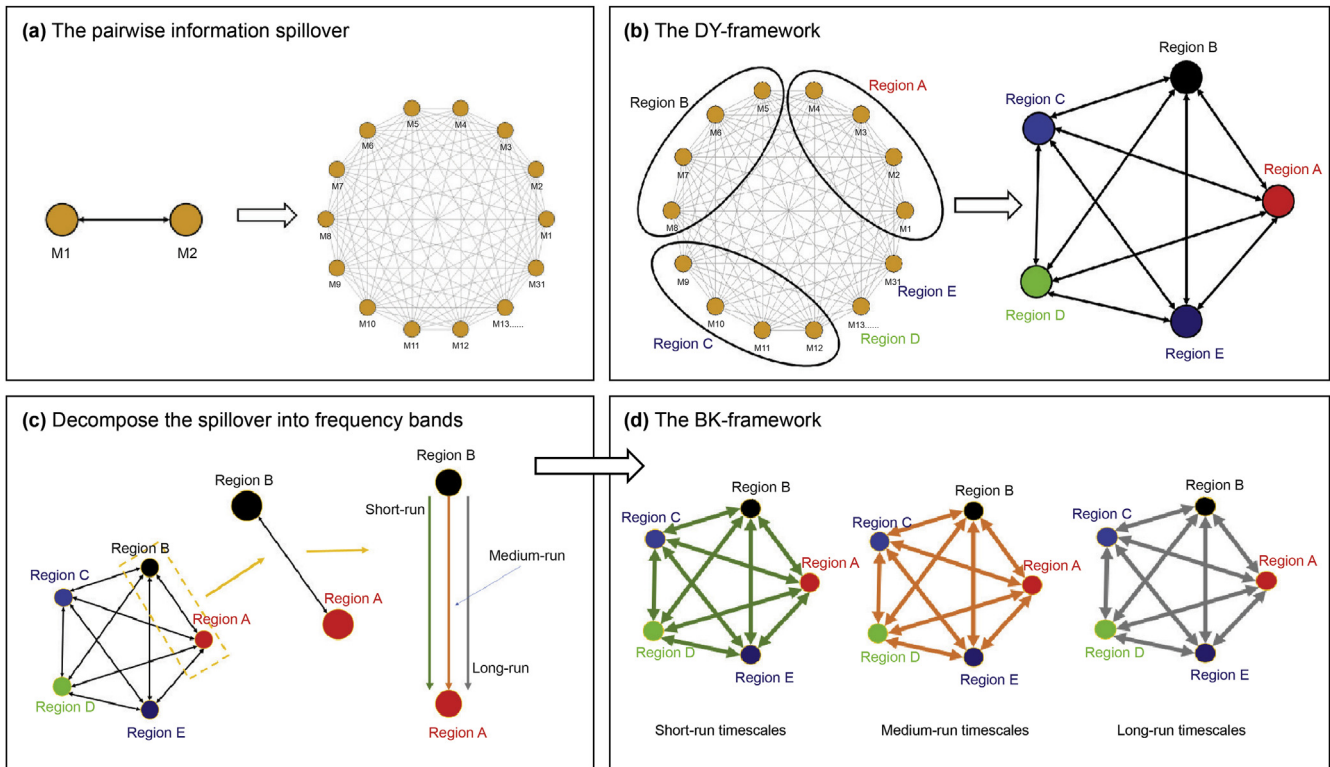 (a) The pairwise information spillover
M1
M2
M5
M4
M6
M3
M7
M2
M8
M1
M9
M31
M10
M13......
M11
M12
(b) The DY-framework
Region B
Region A
M5
M4
M6
M3
M7
M2
M8
M1
M9
M31
Region E
M10
M13......
Region C
M11
M12
Region D
Region B
Region C
Region A
Region D
Region E
(c) Decompose the spillover into frequency bands
Region B
Region C
Region A
Region D
Region E
Region B
Region A
Region B
Short-run
Medium-run
Long-run
Region A
(d) The BK-framework
Region B
Region C
Region A
Region D
Region E
Short-run timescales
Region B
Region C
Region A
Region D
Region E
Medium-run timescales
Region B
Region C
Region A
Region D
Region E
Long-run timescales